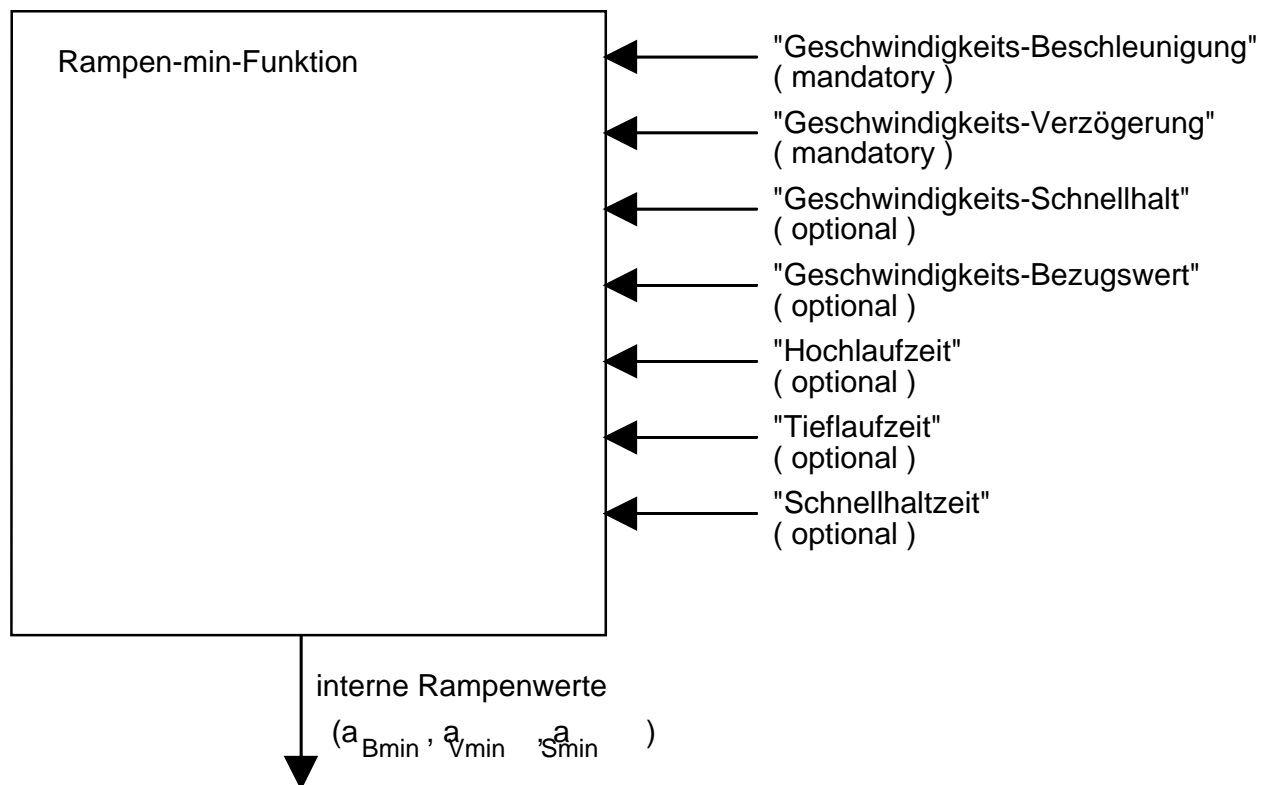 Rampen-min-Funktion
"Geschwindigkeits-Beschleunigung"
( mandatory )
"Geschwindigkeits-Verzögerung"
( mandatory )
"Geschwindigkeits-Schnellhalt"
( optional )
"Geschwindigkeits-Bezugswert"
( optional )
"Hochlaufzeit"
( optional )
"Tieflaufzeit"
( optional )
"Schnellhaltzeit"
( optional )
interne Rampenwerte
(a Bmin , a Vmin , a Smin )